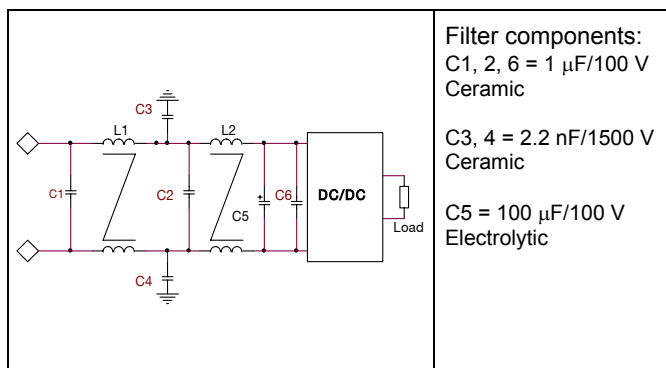 C3
L1
L2
C1
C2
C5
+
C6
DC/DC
Load
C4
Filter components:
C1, 2, 6 = 1 μF/100 V
Ceramic
C3, 4 = 2.2 nF/1500 V
Ceramic
C5 = 100 μF/100 V
Electrolytic